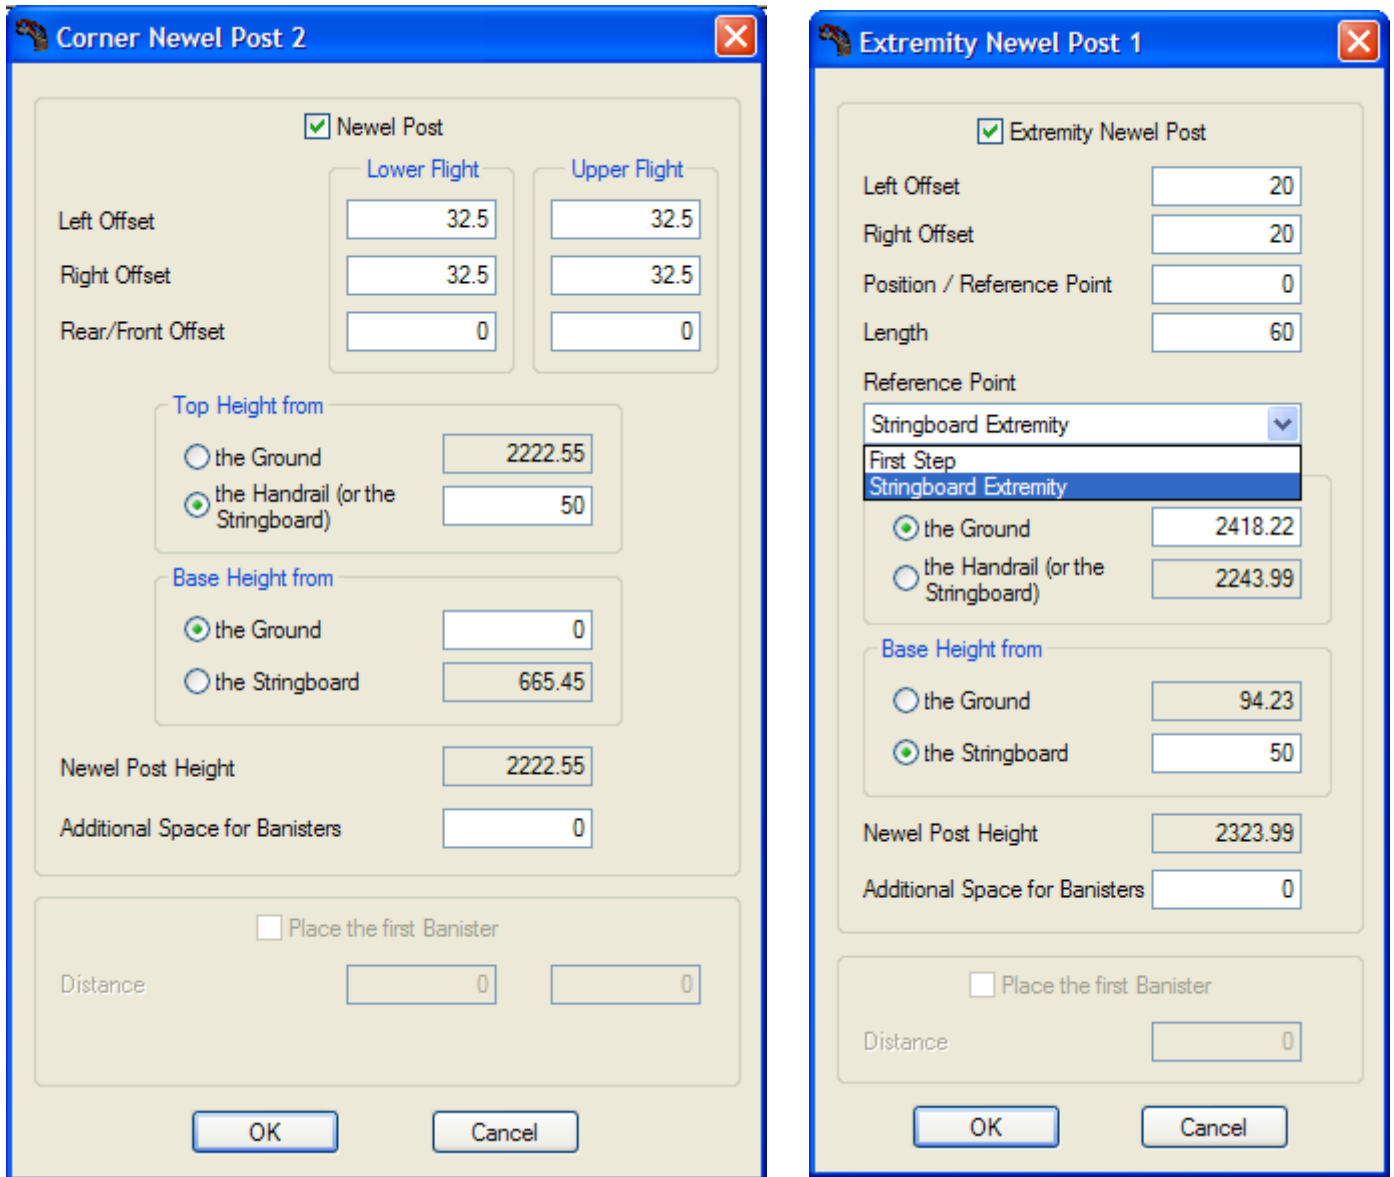 Corner Newel Post 2
Newel Post
Lower Flight Upper Flight
Left Offset 32.5 32.5
Right Offset 32.5 32.5
Rear/Front Offset 0 0
Top Height from
the Ground 2222.55
the Handrail (or the
Stringboard) 50
Base Height from
the Ground 0
the Stringboard 665.45
Newel Post Height 2222.55
Additional Space for Banisters 0
Place the first Banister
Distance 0 0
OK Cancel
Extremity Newel Post 1
Extremity Newel Post
Left Offset 20
Right Offset 20
Position / Reference Point 0
Length 60
Reference Point
Stringboard Extremity
First Step
Stringboard Extremity
the Ground 2418.22
the Handrail (or the
Stringboard) 2243.99
Base Height from
the Ground 94.23
the Stringboard 50
Newel Post Height 2323.99
Additional Space for Banisters 0
Place the first Banister
Distance 0
OK Cancel